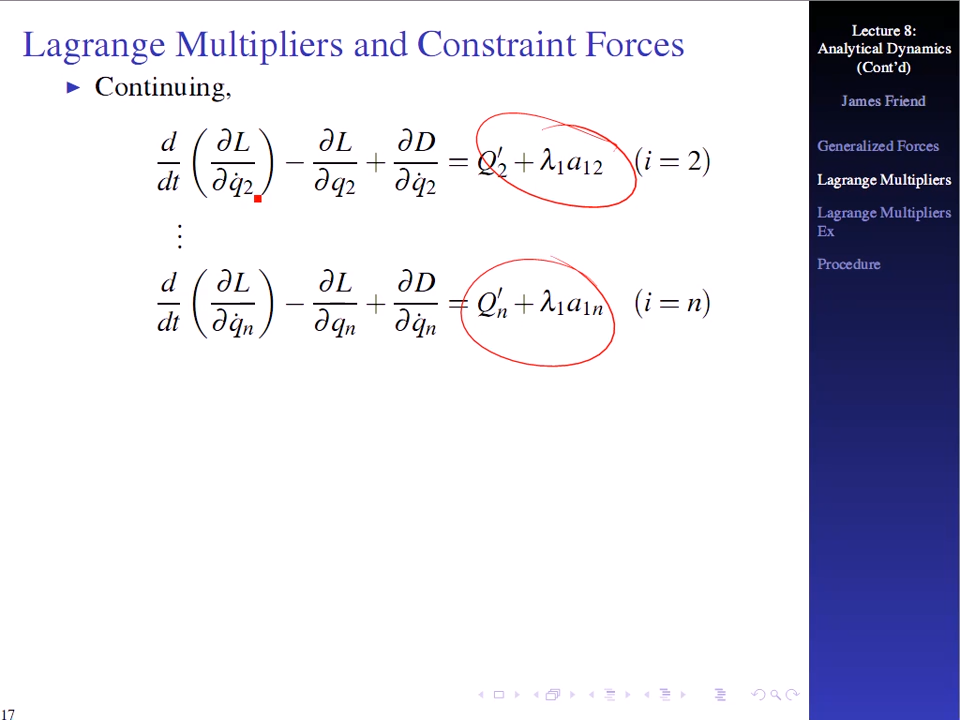 Lagrange Multipliers and Constraint Forces
▶ Continuing,
d/dt (∂L/∂q̇₂) − ∂L/∂q₂ + ∂D/∂q̇₂ = Q′₂ + λ₁a₁₂ (i = 2)
⋮
d/dt (∂L/∂q̇ₙ) − ∂L/∂qₙ + ∂D/∂q̇ₙ = Q′ₙ + λ₁a₁ₙ (i = n)
17
Lecture 8:
Analytical Dynamics
(Cont'd)
James Friend
Generalized Forces
Lagrange Multipliers
Lagrange Multipliers
Ex
Procedure